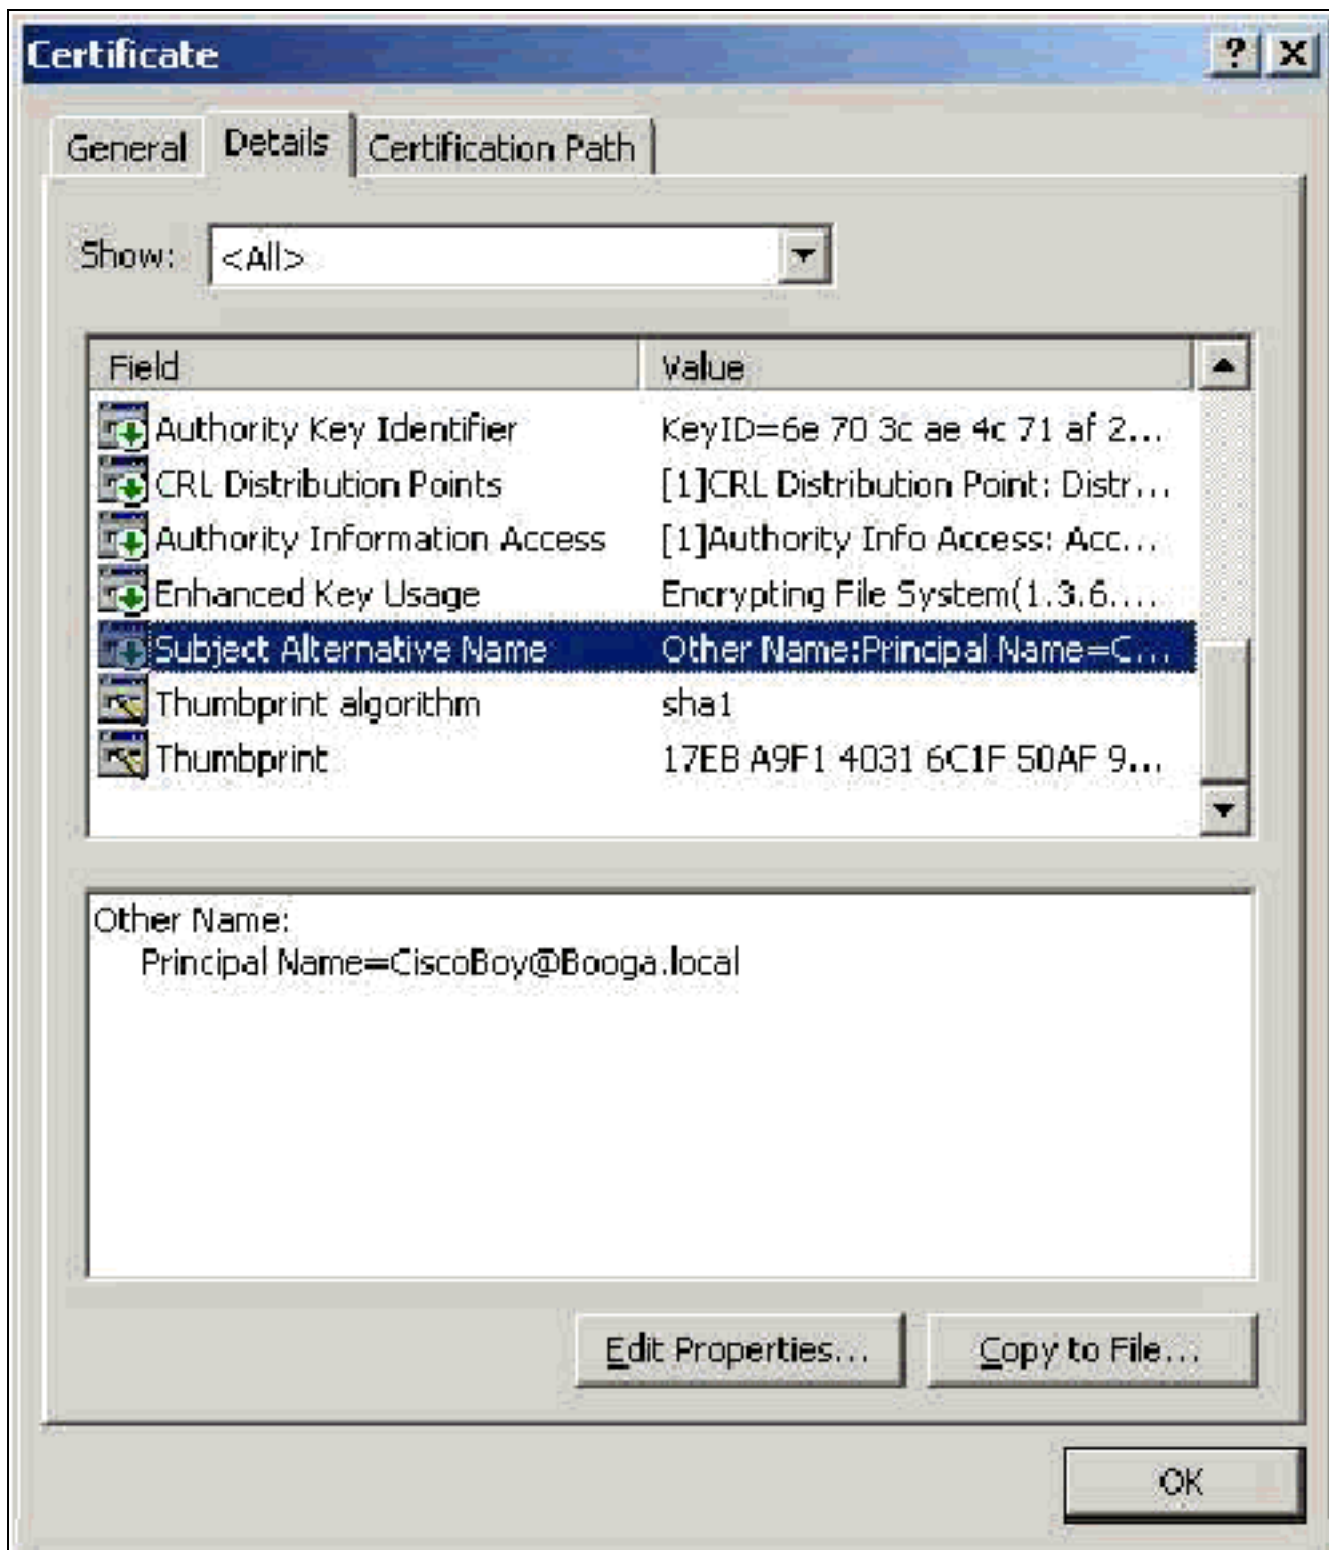 Certificate
General Details Certification Path
Show: <All>
Field Value
Authority Key Identifier KeyID=6e 70 3c ae 4c 71 af 2...
CRL Distribution Points [1]CRL Distribution Point: Distr...
Authority Information Access [1]Authority Info Access: Acc...
Enhanced Key Usage Encrypting File System(1.3.6....
Subject Alternative Name Other Name:Principal Name=C...
Thumbprint algorithm sha1
Thumbprint 17EB A9F1 4031 6C1F 50AF 9...
Other Name:
Principal Name=CiscoBoy@Booga.local
Edit Properties... Copy to File...
OK